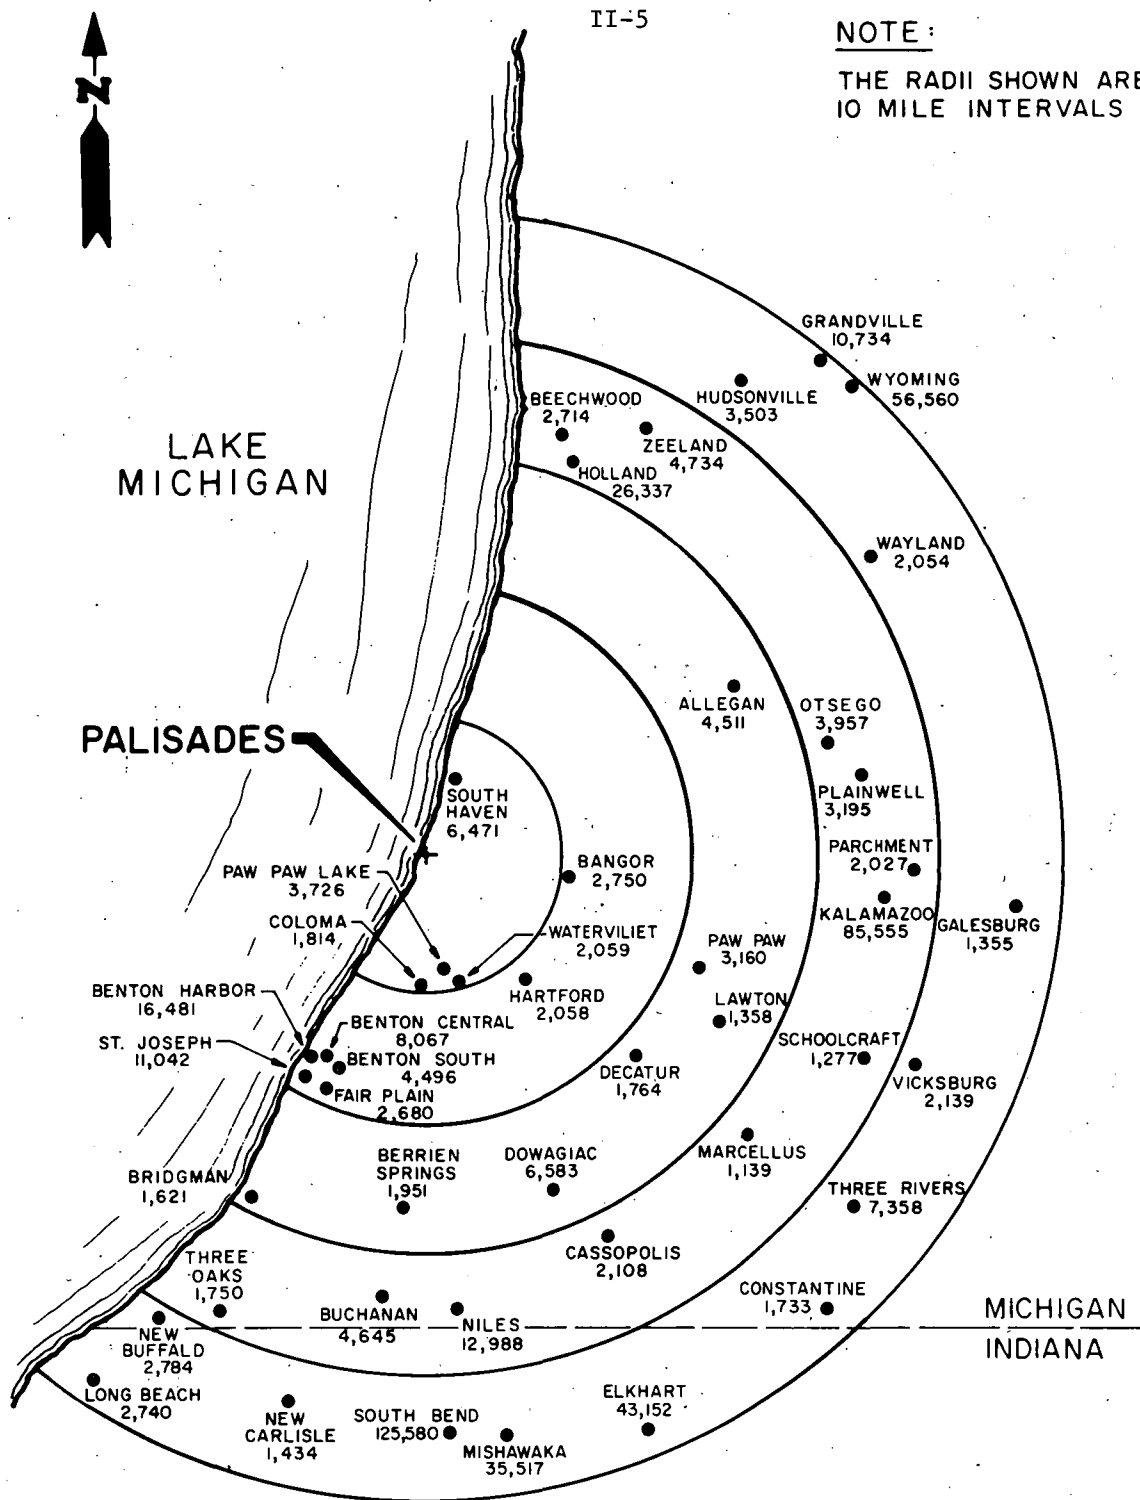 II-5
NOTE:
THE RADII SHOWN ARE
10 MILE INTERVALS
N
GRANDVILLE
10,734
WYOMING
56,560
HUDSONVILLE
3,503
BEECHWOOD
2,714
ZEELAND
4,734
HOLLAND
26,337
LAKE
MICHIGAN
WAYLAND
2,054
ALLEGAN
4,511
OTSEGO
3,957
PALISADES
PLAINWELL
3,195
SOUTH
HAVEN
6,471
PARCHMENT
2,027
PAW PAW LAKE
3,726
BANGOR
2,750
KALAMAZOO
85,555
GALESBURG
1,355
COLOMA
1,814
WATERVLIET
2,059
PAW PAW
3,160
BENTON HARBOR
16,481
HARTFORD
2,058
LAWTON
1,358
ST. JOSEPH
11,042
BENTON CENTRAL
8,067
BENTON SOUTH
4,496
FAIR PLAIN
2,680
DECATUR
1,764
SCHOOLCRAFT
1,277
VICKSBURG
2,139
BRIDGMAN
1,621
BERRIEN
SPRINGS
1,951
DOWAGIAC
6,583
MARCELLUS
1,139
THREE RIVERS
7,358
THREE
OAKS
1,750
CASSOPOLIS
2,108
BUCHANAN
4,645
NILES
12,988
CONSTANTINE
1,733
MICHIGAN
INDIANA
NEW
BUFFALD
2,784
LONG BEACH
2,740
NEW
CARLISLE
1,434
SOUTH BEND
125,580
MISHAWAKA
35,517
ELKHART
43,152